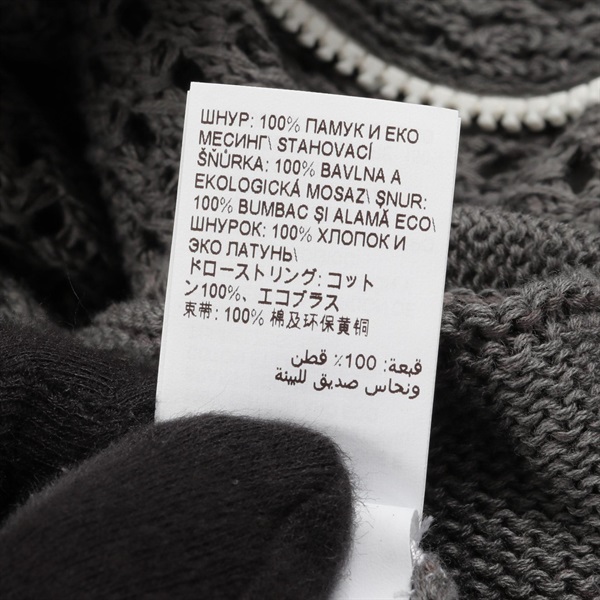 ШНУР: 100% ПАМУК И ЕКО
МЕСИНГ\ STAHOVACÍ
ŠŇŮRKA: 100% BAVLNA A
EKOLOGICKÁ MOSAZ\ ŞNUR:
100% BUMBAC ŞI ALAMĂ ECO\
ШНУРОК: 100% ХЛОПОК И
ЭКО ЛАТУНЬ\
ドローストリング: コット
ン100%、エコブラス
束带: 100% 棉及环保黄铜
قبعة: 100٪ قطن
ونحاس صديق للبيئة